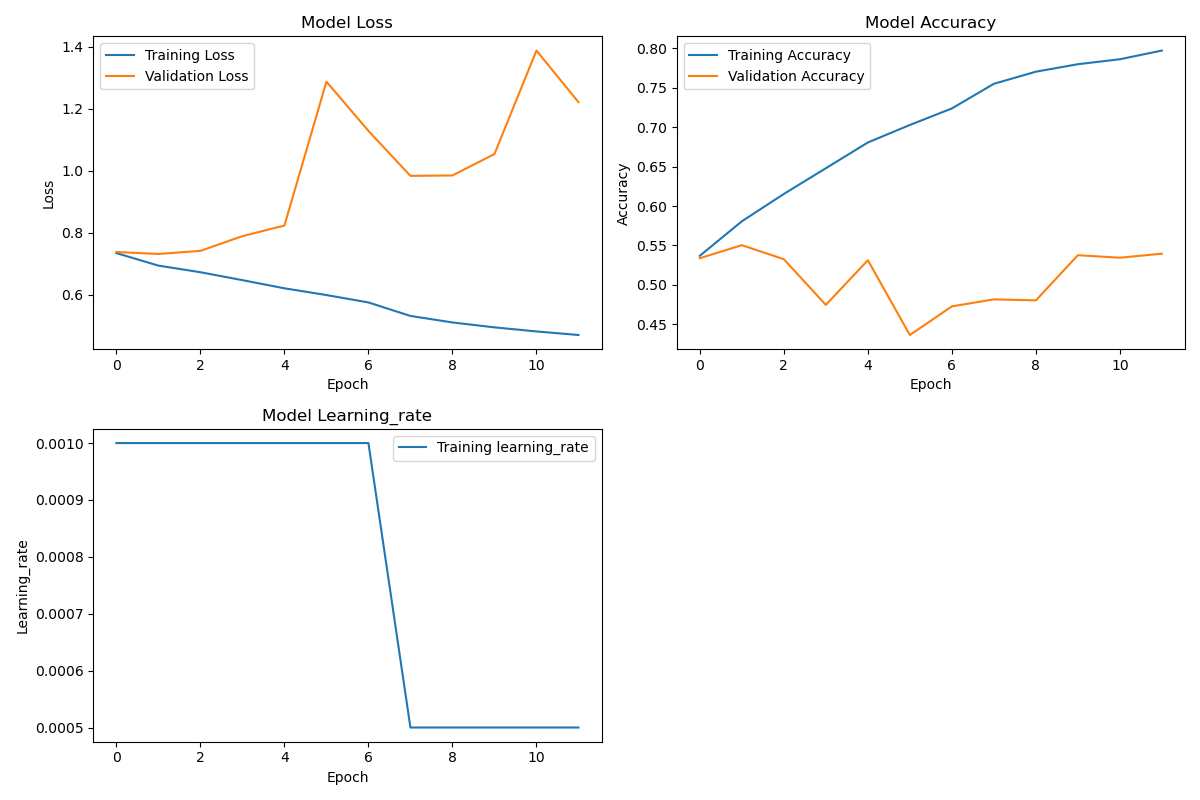 Model Loss
Training Loss
Validation Loss
1.4
1.2
1.0
0.8
0.6
Loss
0 2 4 6 8 10
Epoch
Model Accuracy
Training Accuracy
Validation Accuracy
0.80
0.75
0.70
0.65
0.60
0.55
0.50
0.45
Accuracy
0 2 4 6 8 10
Epoch
Model Learning_rate
Training learning_rate
0.0010
0.0009
0.0008
0.0007
0.0006
0.0005
Learning_rate
0 2 4 6 8 10
Epoch